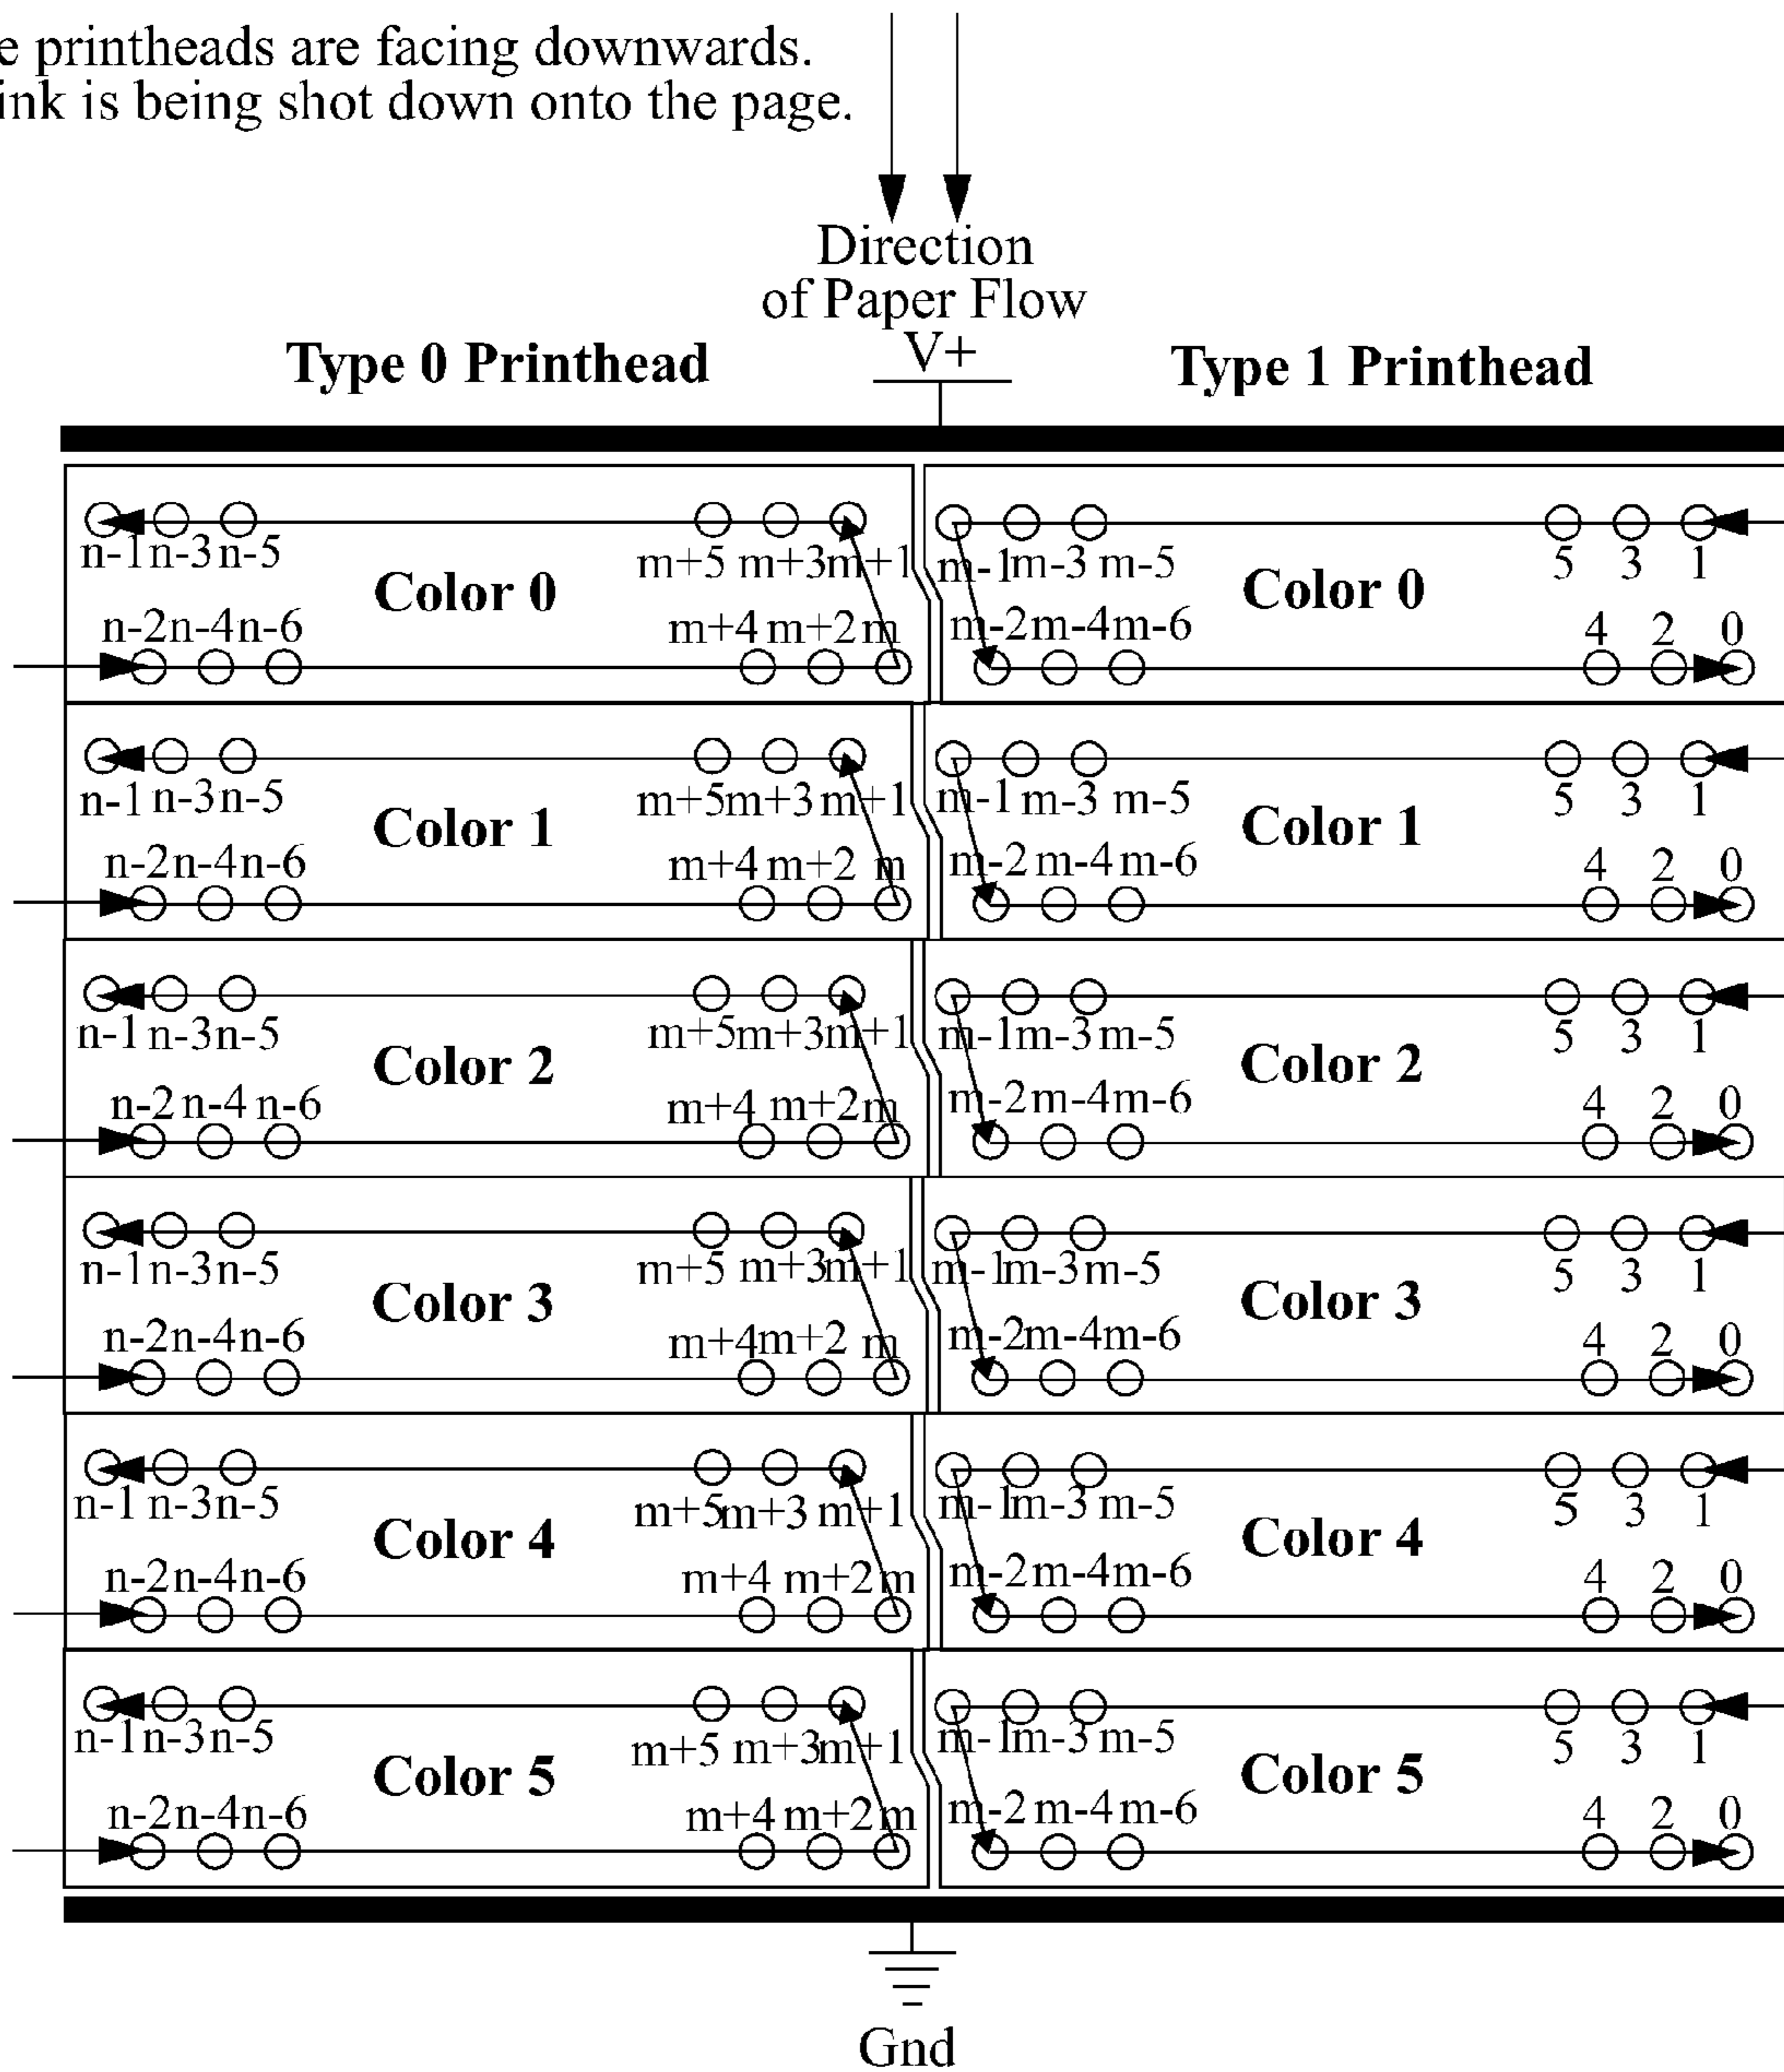 e printheads are facing downwards.
ink is being shot down onto the page.
Direction
of Paper Flow
V+
Type 0 Printhead Type 1 Printhead
n-1 n-3 n-5 m+5 m+3 m+1 m-1 m-3 m-5 5 3 1
Color 0 Color 0
n-2 n-4 n-6 m+4 m+2 m m-2 m-4 m-6 4 2 0
n-1 n-3 n-5 m+5 m+3 m+1 m-1 m-3 m-5 5 3 1
Color 1 Color 1
n-2 n-4 n-6 m+4 m+2 m m-2 m-4 m-6 4 2 0
n-1 n-3 n-5 m+5 m+3 m+1 m-1 m-3 m-5 5 3 1
Color 2 Color 2
n-2 n-4 n-6 m+4 m+2 m m-2 m-4 m-6 4 2 0
n-1 n-3 n-5 m+5 m+3 m+1 m-1 m-3 m-5 5 3 1
Color 3 Color 3
n-2 n-4 n-6 m+4 m+2 m m-2 m-4 m-6 4 2 0
n-1 n-3 n-5 m+5 m+3 m+1 m-1 m-3 m-5 5 3 1
Color 4 Color 4
n-2 n-4 n-6 m+4 m+2 m m-2 m-4 m-6 4 2 0
n-1 n-3 n-5 m+5 m+3 m+1 m-1 m-3 m-5 5 3 1
Color 5 Color 5
n-2 n-4 n-6 m+4 m+2 m m-2 m-4 m-6 4 2 0
Gnd